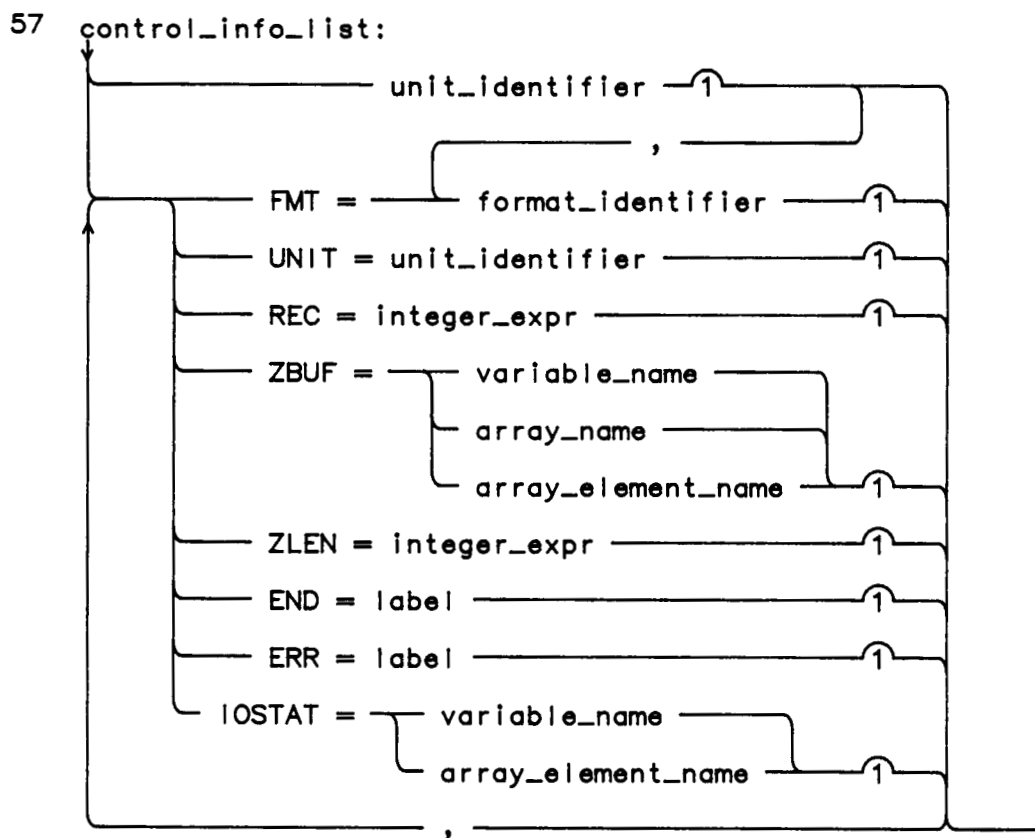 57 control_info_list:
unit_identifier 1
,
FMT = format_identifier 1
UNIT = unit_identifier 1
REC = integer_expr 1
ZBUF = variable_name
array_name
array_element_name 1
ZLEN = integer_expr 1
END = label 1
ERR = label 1
IOSTAT = variable_name
array_element_name 1
,